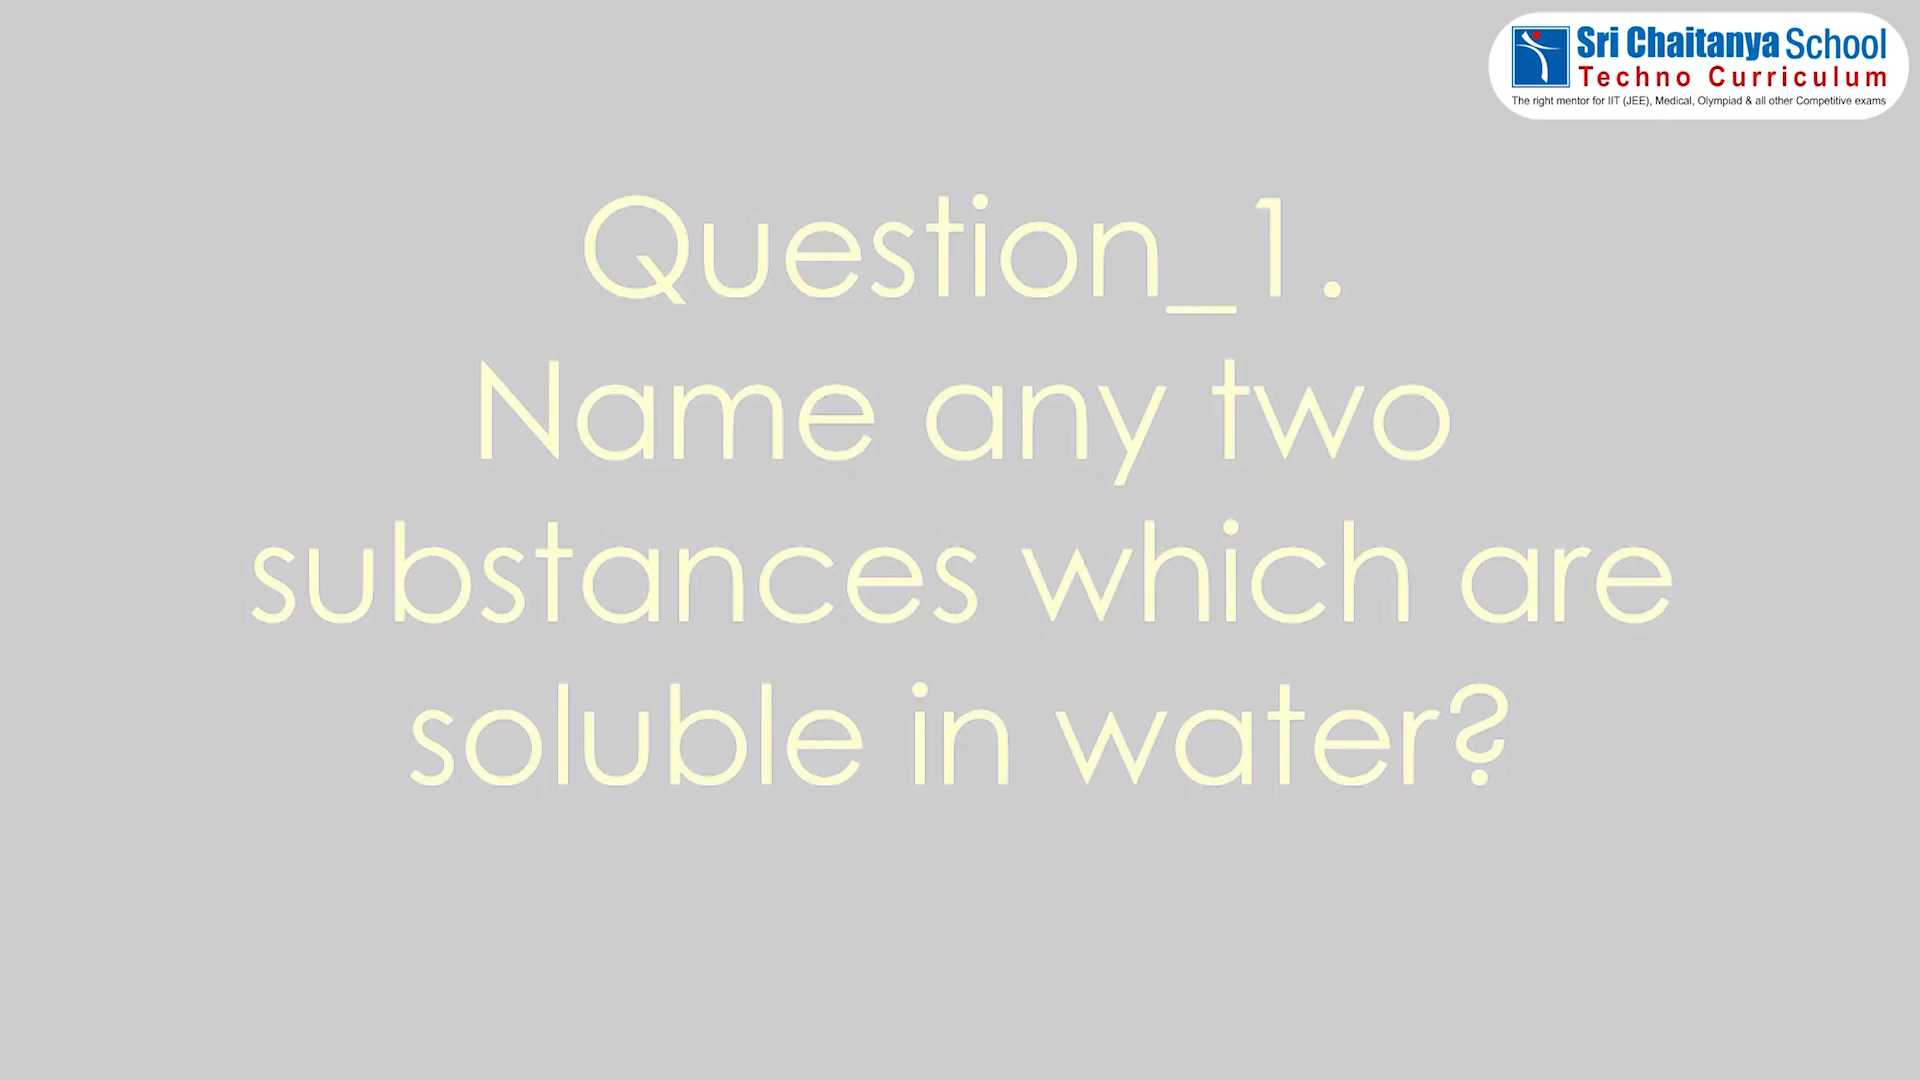 Sri Chaitanya School
Techno Curriculum
The right mentor for IIT (JEE), Medical, Olympiad & all other Competitive exams
Question_1.
Name any two
substances which are
soluble in water?